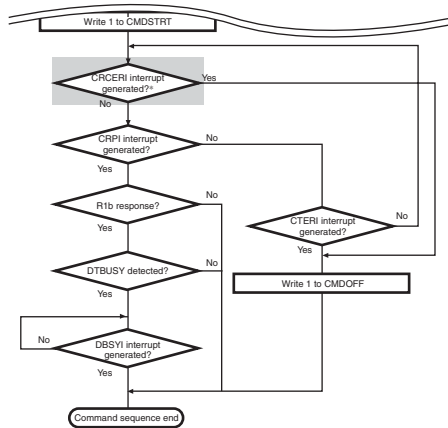 Write 1 to CMDSTRT
CRCERI interrupt
generated?*
Yes
No
CRPI interrupt
generated?
No
Yes
R1b response?
No
Yes
CTERI interrupt
generated?
No
Yes
DTBUSY detected?
No
Yes
Write 1 to CMDOFF
DBSYI interrupt
generated?
No
Yes
Command sequence end